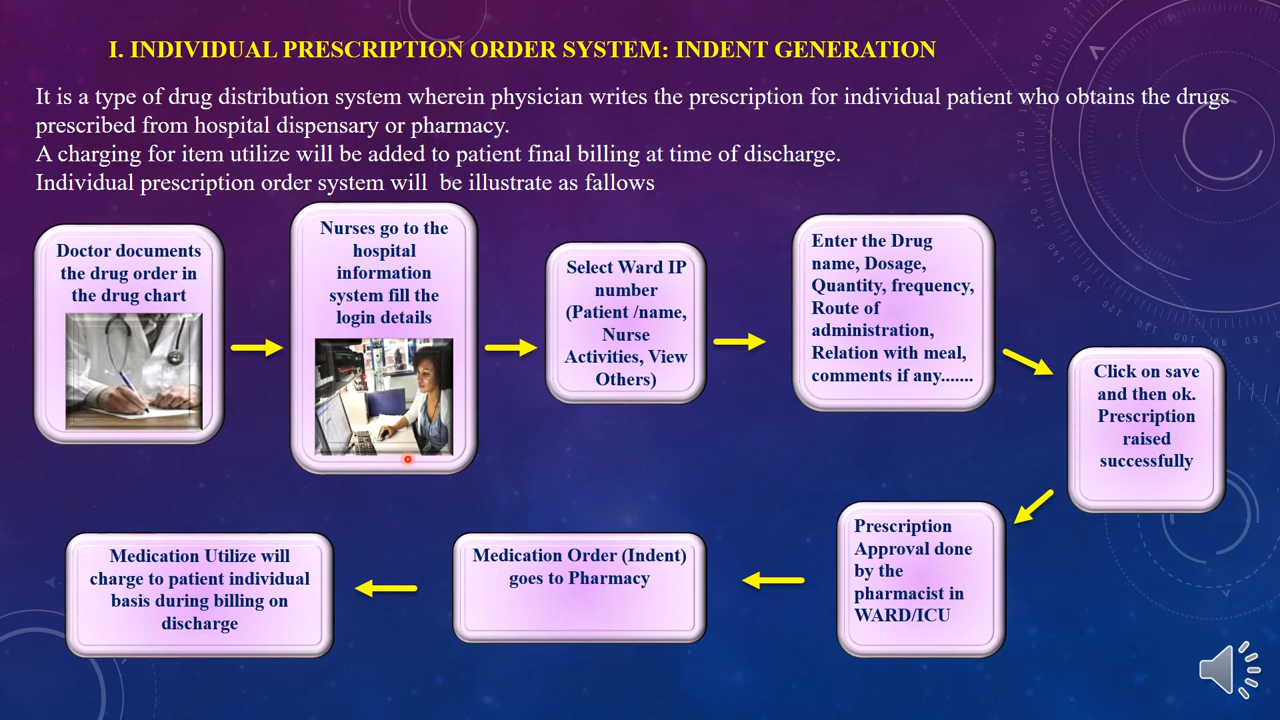 I. INDIVIDUAL PRESCRIPTION ORDER SYSTEM: INDENT GENERATION
It is a type of drug distribution system wherein physician writes the prescription for individual patient who obtains the drugs
prescribed from hospital dispensary or pharmacy.
A charging for item utilize will be added to patient final billing at time of discharge.
Individual prescription order system will  be illustrate as fallows
Doctor documents
the drug order in
the drug chart
Nurses go to the
hospital
information
system fill the
login details
Select Ward IP
number
(Patient /name,
Nurse
Activities, View
Others)
Enter the Drug
name, Dosage,
Quantity, frequency,
Route of
administration,
Relation with meal,
comments if any.......
Click on save
and then ok.
Prescription
raised
successfully
Prescription
Approval done
by the
pharmacist in
WARD/ICU
Medication Order (Indent)
goes to Pharmacy
Medication Utilize will
charge to patient individual
basis during billing on
discharge